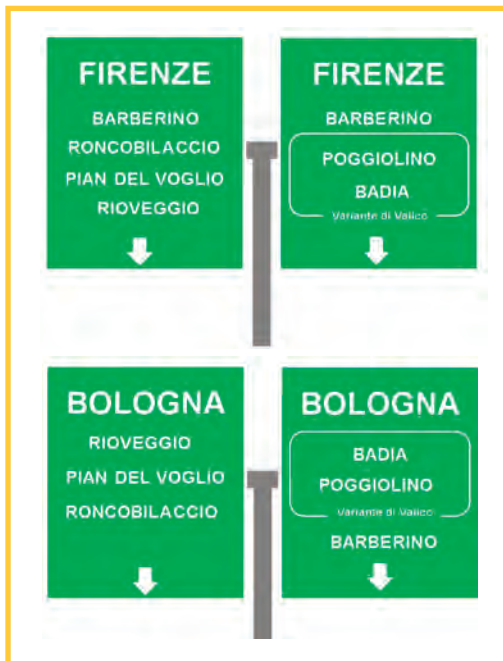 FIRENZE
BARBERINO
RONCOBILACCIO
PIAN DEL VOGLIO
RIOVEGGIO
FIRENZE
BARBERINO
POGGIOLINO
BADIA
Variante di Valico
BOLOGNA
RIOVEGGIO
PIAN DEL VOGLIO
RONCOBILACCIO
BOLOGNA
BADIA
POGGIOLINO
Variante di Valico
BARBERINO